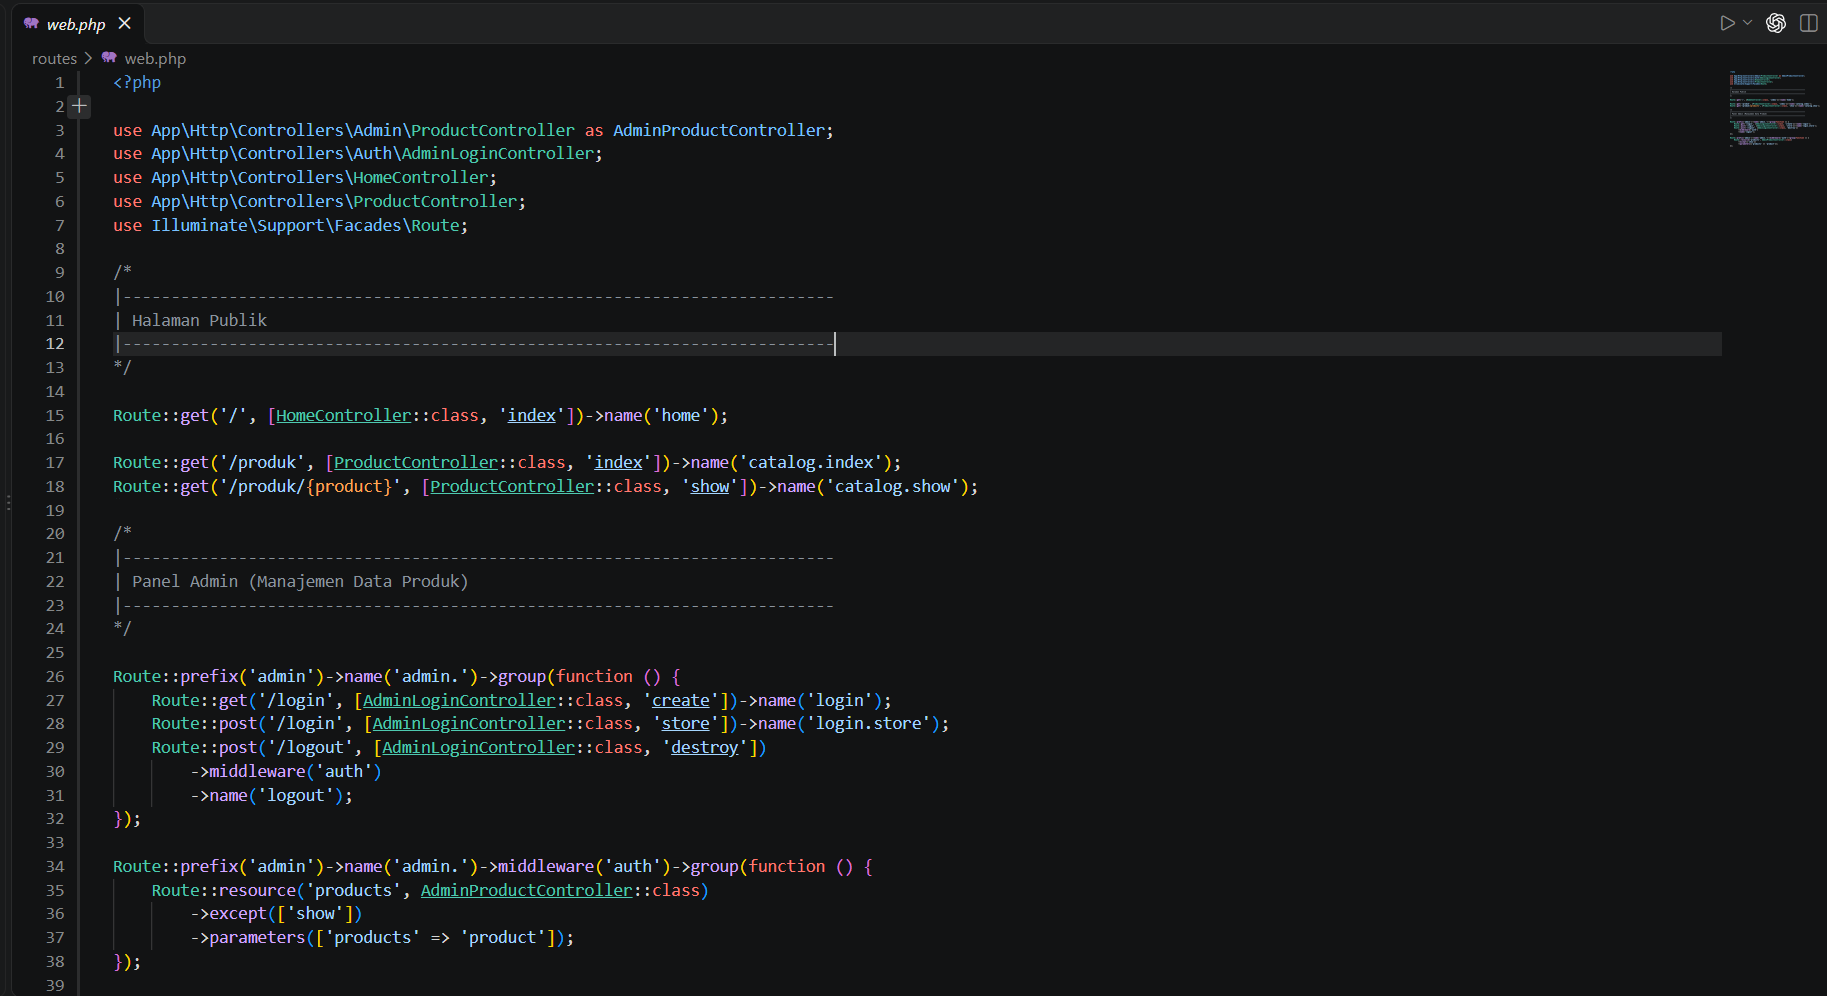 web.php
routes > web.php
1 <?php
2
3 use App\Http\Controllers\Admin\ProductController as AdminProductController;
4 use App\Http\Controllers\Auth\AdminLoginController;
5 use App\Http\Controllers\HomeController;
6 use App\Http\Controllers\ProductController;
7 use Illuminate\Support\Facades\Route;
8
9 /*
10 |--------------------------------------------------------------------------
11 | Halaman Publik
12 |--------------------------------------------------------------------------
13 */
14
15 Route::get('/', [HomeController::class, 'index'])->name('home');
16
17 Route::get('/produk', [ProductController::class, 'index'])->name('catalog.index');
18 Route::get('/produk/{product}', [ProductController::class, 'show'])->name('catalog.show');
19
20 /*
21 |--------------------------------------------------------------------------
22 | Panel Admin (Manajemen Data Produk)
23 |--------------------------------------------------------------------------
24 */
25
26 Route::prefix('admin')->name('admin.')->group(function () {
27     Route::get('/login', [AdminLoginController::class, 'create'])->name('login');
28     Route::post('/login', [AdminLoginController::class, 'store'])->name('login.store');
29     Route::post('/logout', [AdminLoginController::class, 'destroy'])
30         ->middleware('auth')
31         ->name('logout');
32 });
33
34 Route::prefix('admin')->name('admin.')->middleware('auth')->group(function () {
35     Route::resource('products', AdminProductController::class)
36         ->except(['show'])
37         ->parameters(['products' => 'product']);
38 });
39